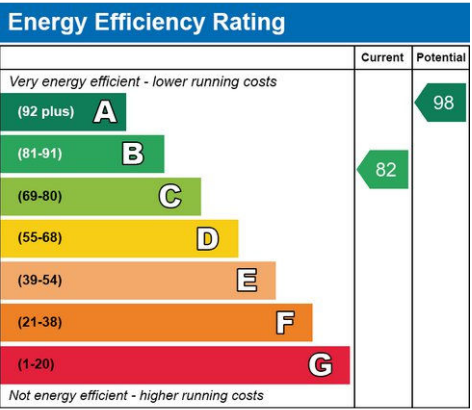 Energy Efficiency Rating
Current Potential
Very energy efficient - lower running costs
(92 plus) A
98
(81-91) B
82
(69-80) C
(55-68) D
(39-54) E
(21-38) F
(1-20) G
Not energy efficient - higher running costs